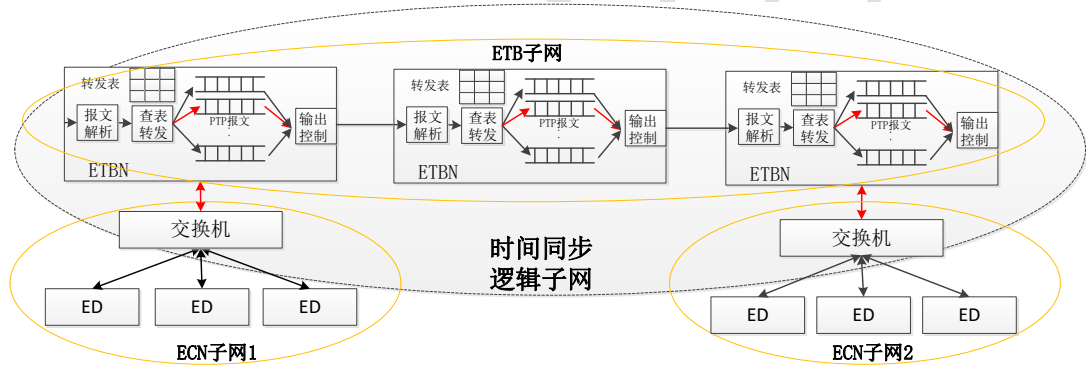 ETB子网
转发表
报文
解析
查表
转发
PTP报文
输出
控制
ETBN
转发表
报文
解析
查表
转发
PTP报文
输出
控制
ETBN
转发表
报文
解析
查表
转发
PTP报文
输出
控制
ETBN
交换机
ED
ED
ED
ECN子网1
时间同步
逻辑子网
交换机
ED
ED
ED
ECN子网2